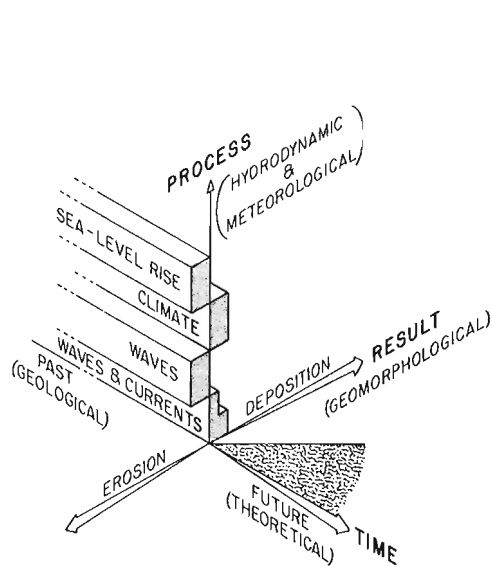 PROCESS
(HYDRODYNAMIC
&
METEOROLOGICAL)
SEA-LEVEL RISE
CLIMATE
WAVES
WAVES & CURRENTS
PAST
(GEOLOGICAL)
DEPOSITION
RESULT
(GEOMORPHOLOGICAL)
EROSION
FUTURE
(THEORETICAL)
TIME